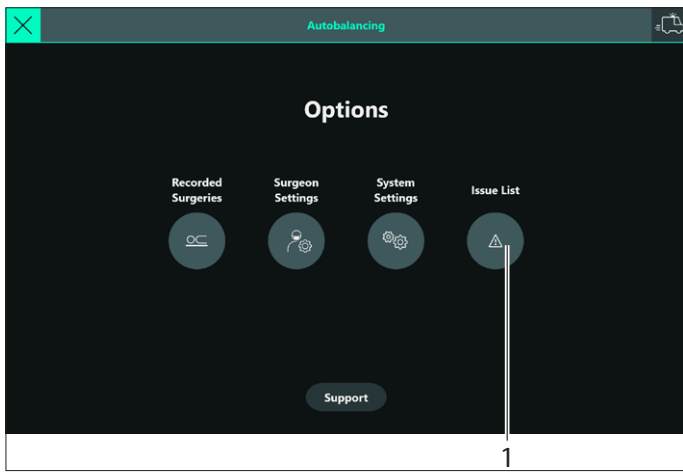 Autobalancing
Options
Recorded
Surgeries
Surgeon
Settings
System
Settings
Issue List
Support
1